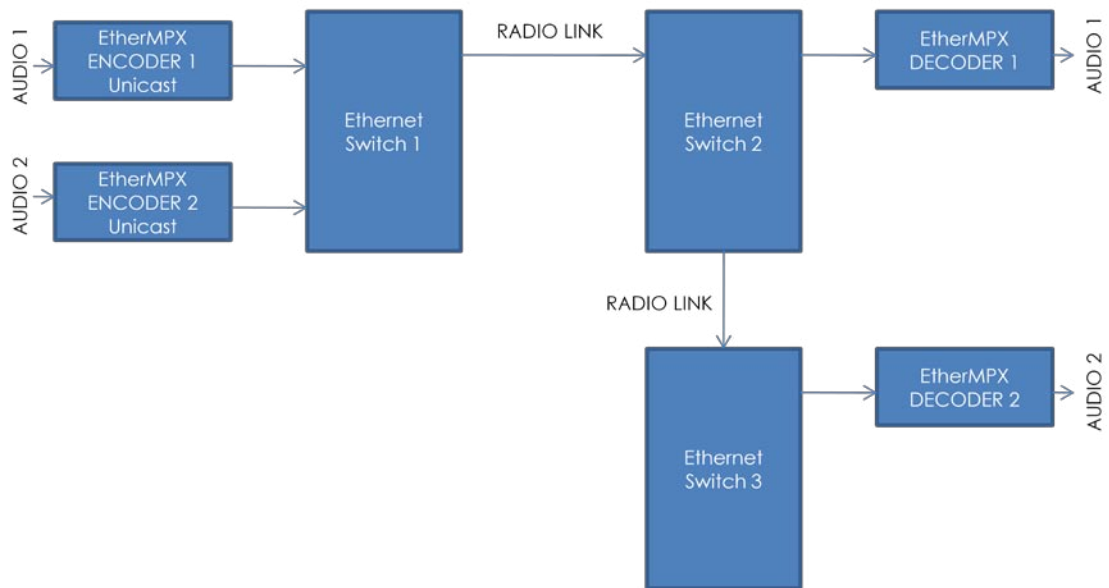 AUDIO 1
EtherMPX
ENCODER 1
Unicast
RADIO LINK
EtherMPX
DECODER 1
AUDIO 1
Ethernet
Switch 1
Ethernet
Switch 2
AUDIO 2
EtherMPX
ENCODER 2
Unicast
RADIO LINK
EtherMPX
DECODER 2
AUDIO 2
Ethernet
Switch 3